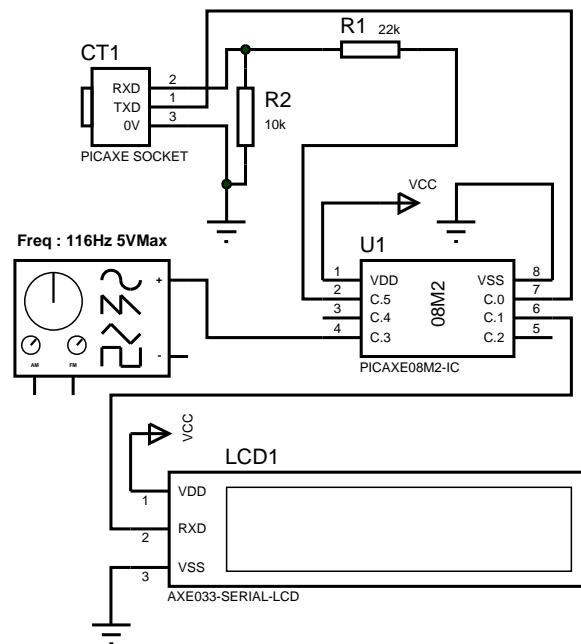 R1
22k
CT1
RXD
TXD
0V
2
1
3
PICAXE SOCKET
R2
10k
VCC
Freq : 116Hz 5VMax
+
-
AM
FM
U1
1
2
3
4
VDD
C.5
C.4
C.3
08M2
VSS
C.0
C.1
C.2
8
7
6
5
PICAXE08M2-IC
VCC
LCD1
1
2
3
VDD
RXD
VSS
AXE033-SERIAL-LCD